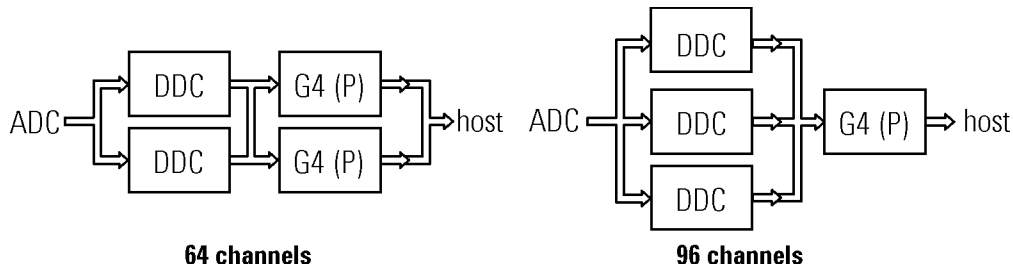 DDC
G4 (P)
ADC
host
DDC
G4 (P)
64 channels
DDC
ADC
DDC
G4 (P)
host
DDC
96 channels